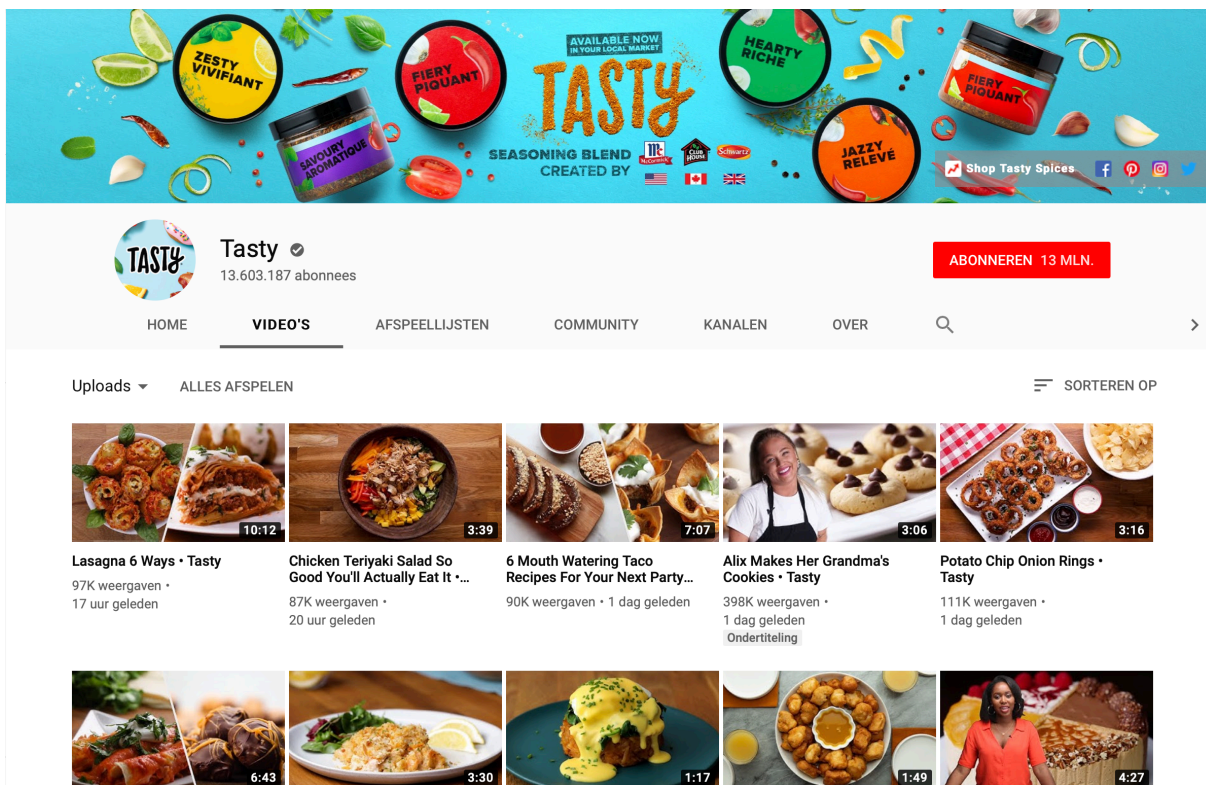 AVAILABLE NOW
IN YOUR LOCAL MARKET
ZESTY
VIVIFIANT
FIERY
PIQUANT
TASTY
HEARTY
RICHE
FIERY
PIQUANT
SAVOURY
AROMATIQUE
SEASONING BLEND
CREATED BY
McCormick
CLUB
HOUSE
Schwartz
JAZZY
RELEVÉ
Shop Tasty Spices
TASTY
Tasty
13.603.187 abonnees
ABONNEREN 13 MLN.
HOME VIDEO'S AFSPEELLIJSTEN COMMUNITY KANALEN OVER
Uploads ALLES AFSPELEN SORTEREN OP
10:12 3:39 7:07 3:06 3:16
Lasagna 6 Ways • Tasty
97K weergaven •
17 uur geleden
Chicken Teriyaki Salad So
Good You'll Actually Eat It •...
87K weergaven •
20 uur geleden
6 Mouth Watering Taco
Recipes For Your Next Party...
90K weergaven • 1 dag geleden
Alix Makes Her Grandma's
Cookies • Tasty
398K weergaven •
1 dag geleden
Ondertiteling
Potato Chip Onion Rings •
Tasty
111K weergaven •
1 dag geleden
6:43 3:30 1:17 1:49 4:27